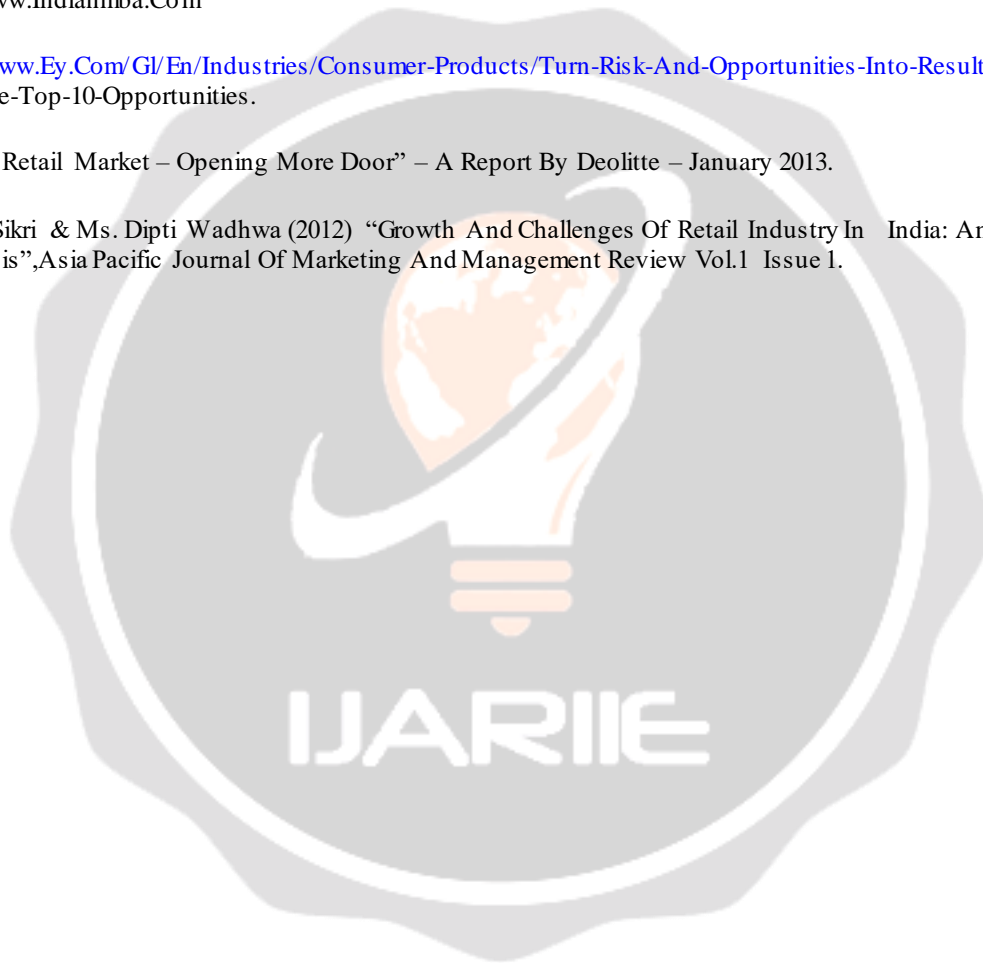 ww.Indianmba.Com
ww.Ey.Com/Gl/En/Industries/Consumer-Products/Turn-Risk-And-Opportunities-Into-Result
e-Top-10-Opportunities.
Retail Market – Opening More Door” – A Report By Deolitte – January 2013.
Sikri & Ms. Dipti Wadhwa (2012) “Growth And Challenges Of Retail Industry In India: An
is”,Asia Pacific Journal Of Marketing And Management Review Vol.1 Issue 1.
IJARIIE